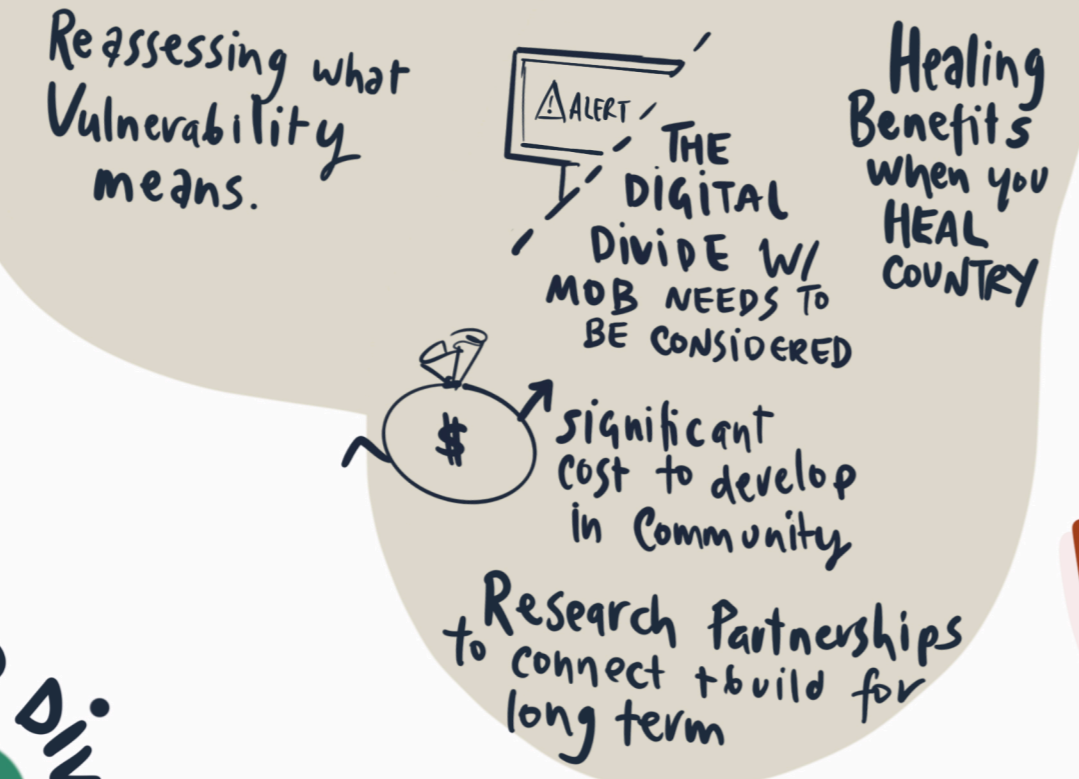 Reassessing what
Vulnerability
means.
⚠ ALERT
THE
DIGITAL
DIVIDE W/
MOB NEEDS TO
BE CONSIDERED
Healing
Benefits
when you
HEAL
COUNTRY
$
significant
cost to develop
in Community
Research Partnerships
to connect + build for
long term
DIV